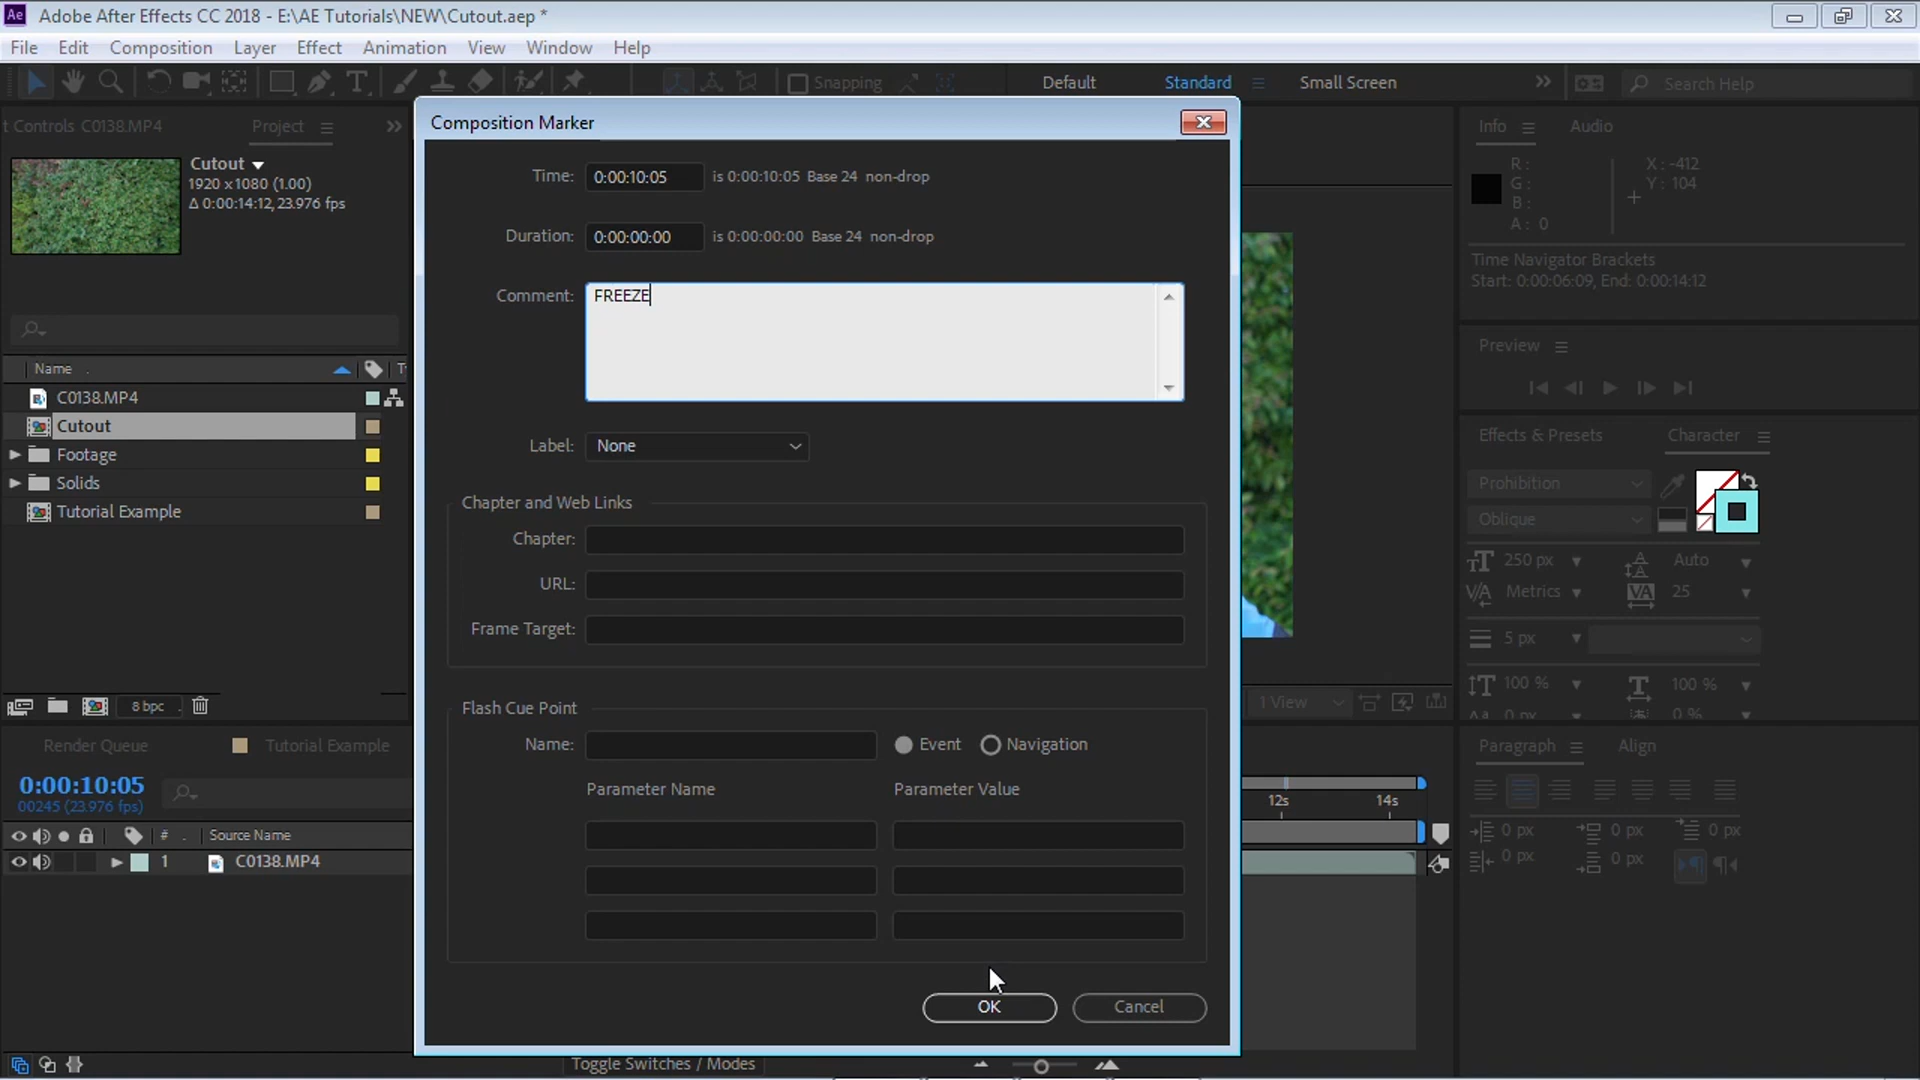 Ae Adobe After Effects CC 2018 - E:\AE Tutorials\NEW\Cutout.aep *
File Edit Composition Layer Effect Animation View Window Help
Snapping Default Standard Small Screen Search Help
t Controls C0138.MP4 Project
Cutout
1920 x 1080 (1.00)
Δ 0:00:14:12, 23.976 fps
Name
C0138.MP4
Cutout
Footage
Solids
Tutorial Example
8 bpc
Composition Marker
Time: 0:00:10:05 is 0:00:10:05 Base 24 non-drop
Duration: 0:00:00:00 is 0:00:00:00 Base 24 non-drop
Comment: FREEZE
Label: None
Chapter and Web Links
Chapter:
URL:
Frame Target:
Flash Cue Point
Name: Event Navigation
Parameter Name Parameter Value
OK Cancel
Info Audio
R: X: -412
G: Y: 104
B:
A: 0
Time Navigator Brackets
Start: 0:00:06:09, End: 0:00:14:12
Preview
Effects & Presets Character
Prohibition
Oblique
250 px Auto
Metrics 25
5 px
100 % 100 %
0 px 0 %
1 View
Paragraph Align
0 px 0 px 0 px
0 px 0 px
Render Queue Tutorial Example
0:00:10:05
00245 (23.976 fps)
# Source Name
1 C0138.MP4
12s 14s
Toggle Switches / Modes